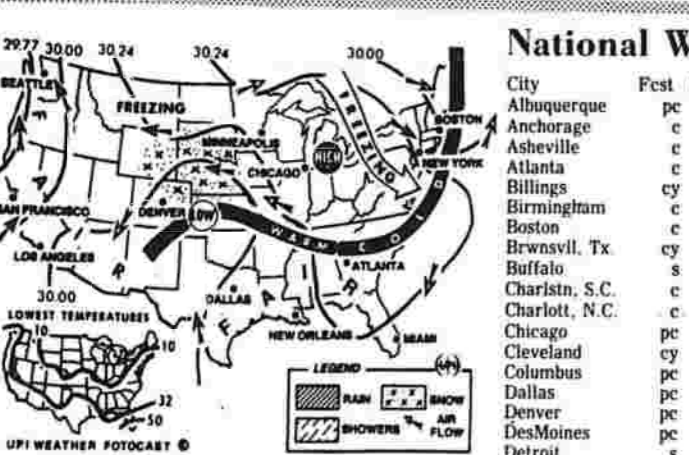 29.77 30.00 30.24 30.24 30.00
SEATTLE
FREEZING
FREEZING
BOSTON
MINNEAPOLIS
NEW YORK
CHICAGO
HIGH
SAN FRANCISCO
DENVER
LOW
WARM
COLD
LOS ANGELES
ATLANTA
FAIR
30.00
DALLAS
LOWEST TEMPERATURES
10
10
NEW ORLEANS
MIAMI
32
50
LEGEND
UPI
RAIN
SNOW
SHOWERS
AIR FLOW
UPI WEATHER FOTOCAST ©
National W
City Fcst
Albuquerque pc
Anchorage c
Asheville c
Atlanta c
Billings cy
Birmingham c
Boston c
Brwnsvll, Tx. cy
Buffalo s
Charlstn, S.C. c
Charlott, N.C. c
Chicago pc
Cleveland cy
Columbus pc
Dallas pc
Denver pc
DesMoines pc
Detroit s